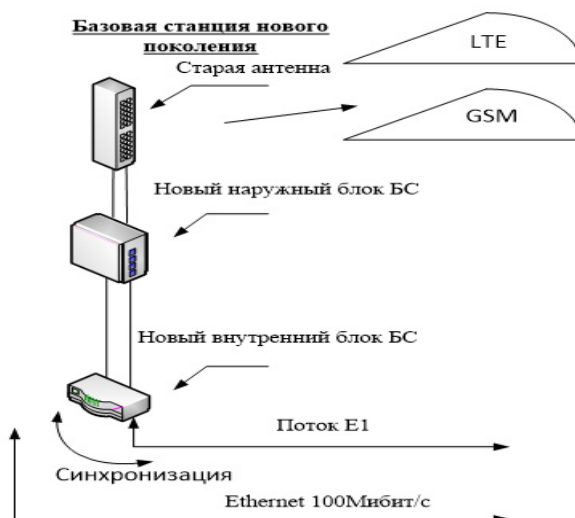 Базовая станция нового
поколения
LTE
Старая антенна
GSM
Новый наружный блок БС
Новый внутренний блок БС
Поток Е1
Синхронизация
Ethernet 100Мибит/с